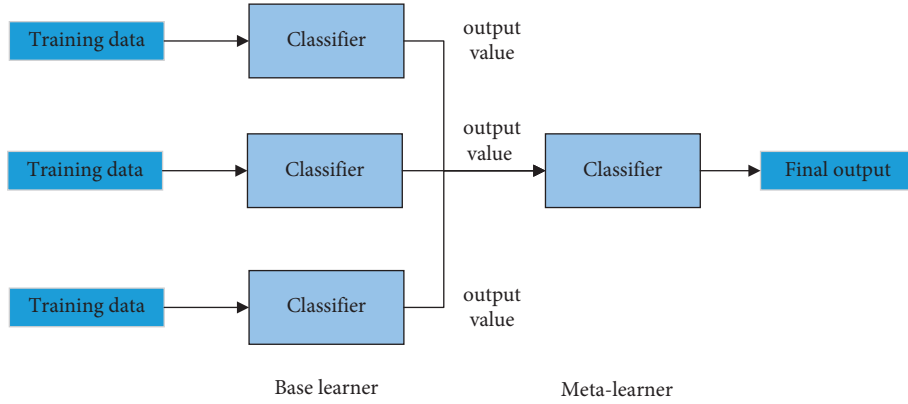 Training data
Classifier
output
value
Training data
Classifier
output
value
Classifier
Final output
Training data
Classifier
output
value
Base learner
Meta-learner